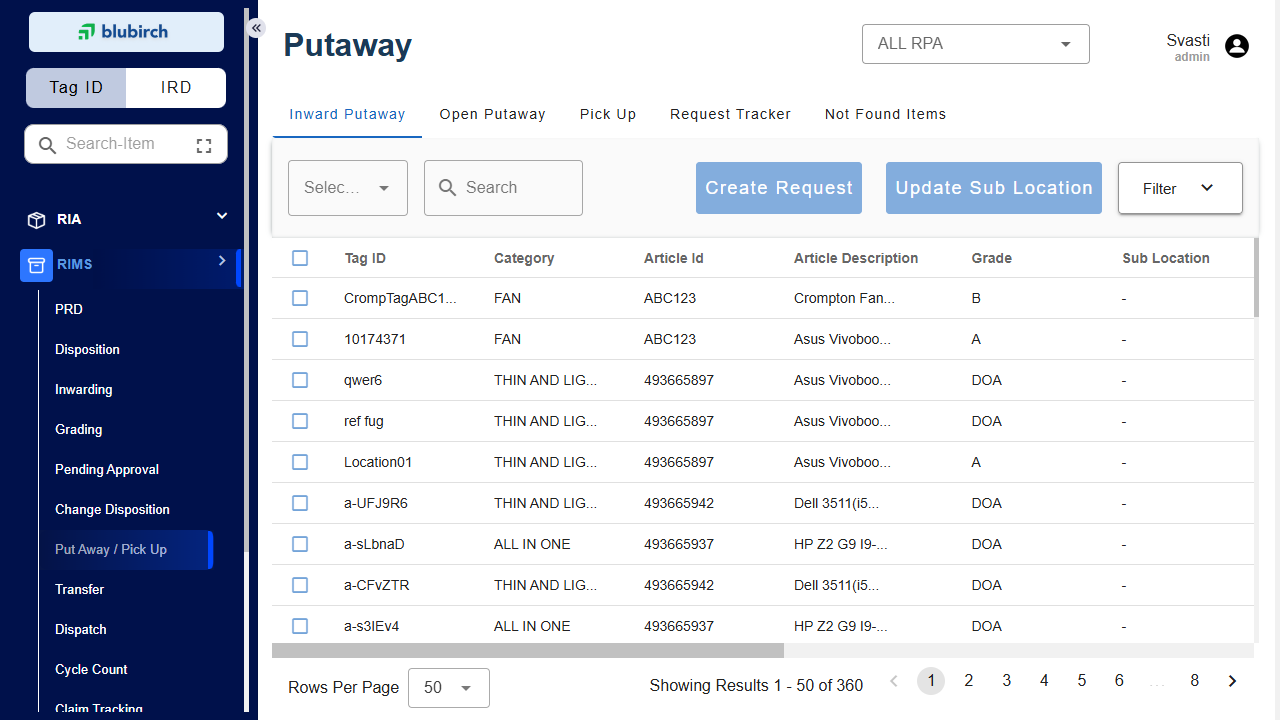 blubirch
Tag ID IRD
Search-Item
RIA
RIMS
PRD
Disposition
Inwarding
Grading
Pending Approval
Change Disposition
Put Away / Pick Up
Transfer
Dispatch
Cycle Count
Claim Tracking
Putaway
ALL RPA
Svasti
admin
Inward Putaway Open Putaway Pick Up Request Tracker Not Found Items
Selec... Search Create Request Update Sub Location Filter
Tag ID Category Article Id Article Description Grade Sub Location
CrompTagABC1... FAN ABC123 Crompton Fan... B -
10174371 FAN ABC123 Asus Vivoboo... A -
qwer6 THIN AND LIG... 493665897 Asus Vivoboo... DOA -
ref fug THIN AND LIG... 493665897 Asus Vivoboo... DOA -
Location01 THIN AND LIG... 493665897 Asus Vivoboo... A -
a-UFJ9R6 THIN AND LIG... 493665942 Dell 3511(i5... DOA -
a-sLbnaD ALL IN ONE 493665937 HP Z2 G9 I9-... DOA -
a-CFvZTR THIN AND LIG... 493665942 Dell 3511(i5... DOA -
a-s3IEv4 ALL IN ONE 493665937 HP Z2 G9 I9-... DOA -
Rows Per Page 50 Showing Results 1 - 50 of 360 1 2 3 4 5 6 ... 8